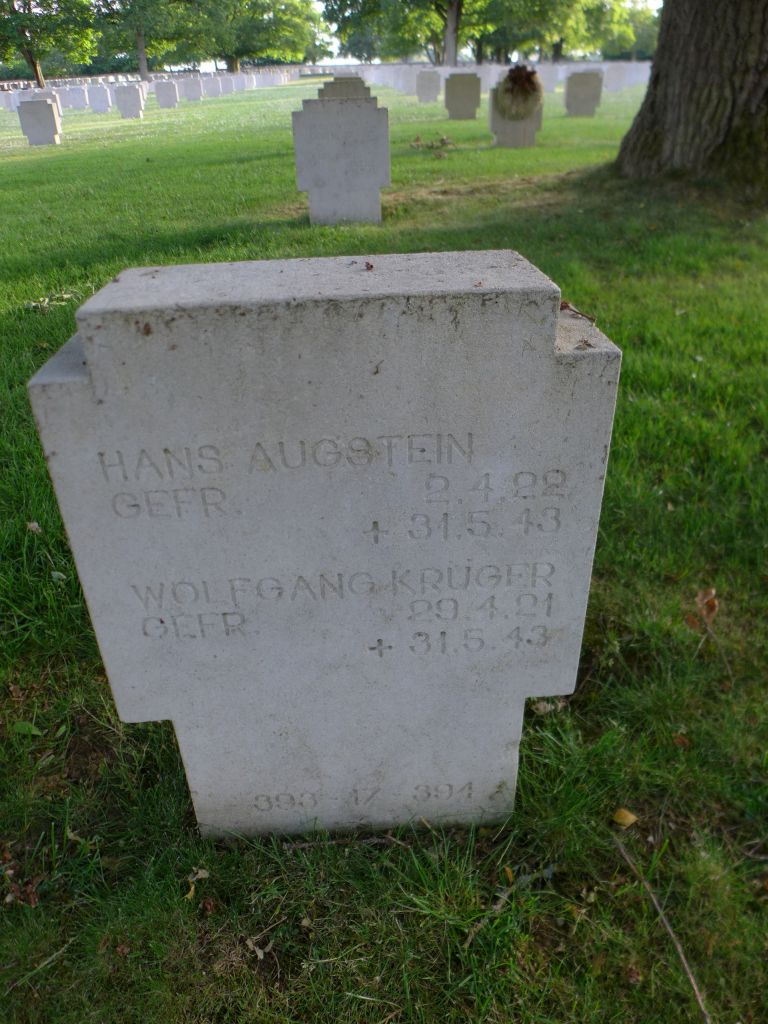 HANS AUGSTEIN
GEFR. 2.4.22
+ 31.5.43
WOLFGANG KRÜGER
GEFR. 29.4.21
+ 31.5.43
393 17 394